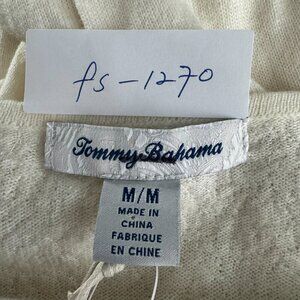 fs-1270
Tommy Bahama
M/M
MADE IN
CHINA
FABRIQUE
EN CHINE